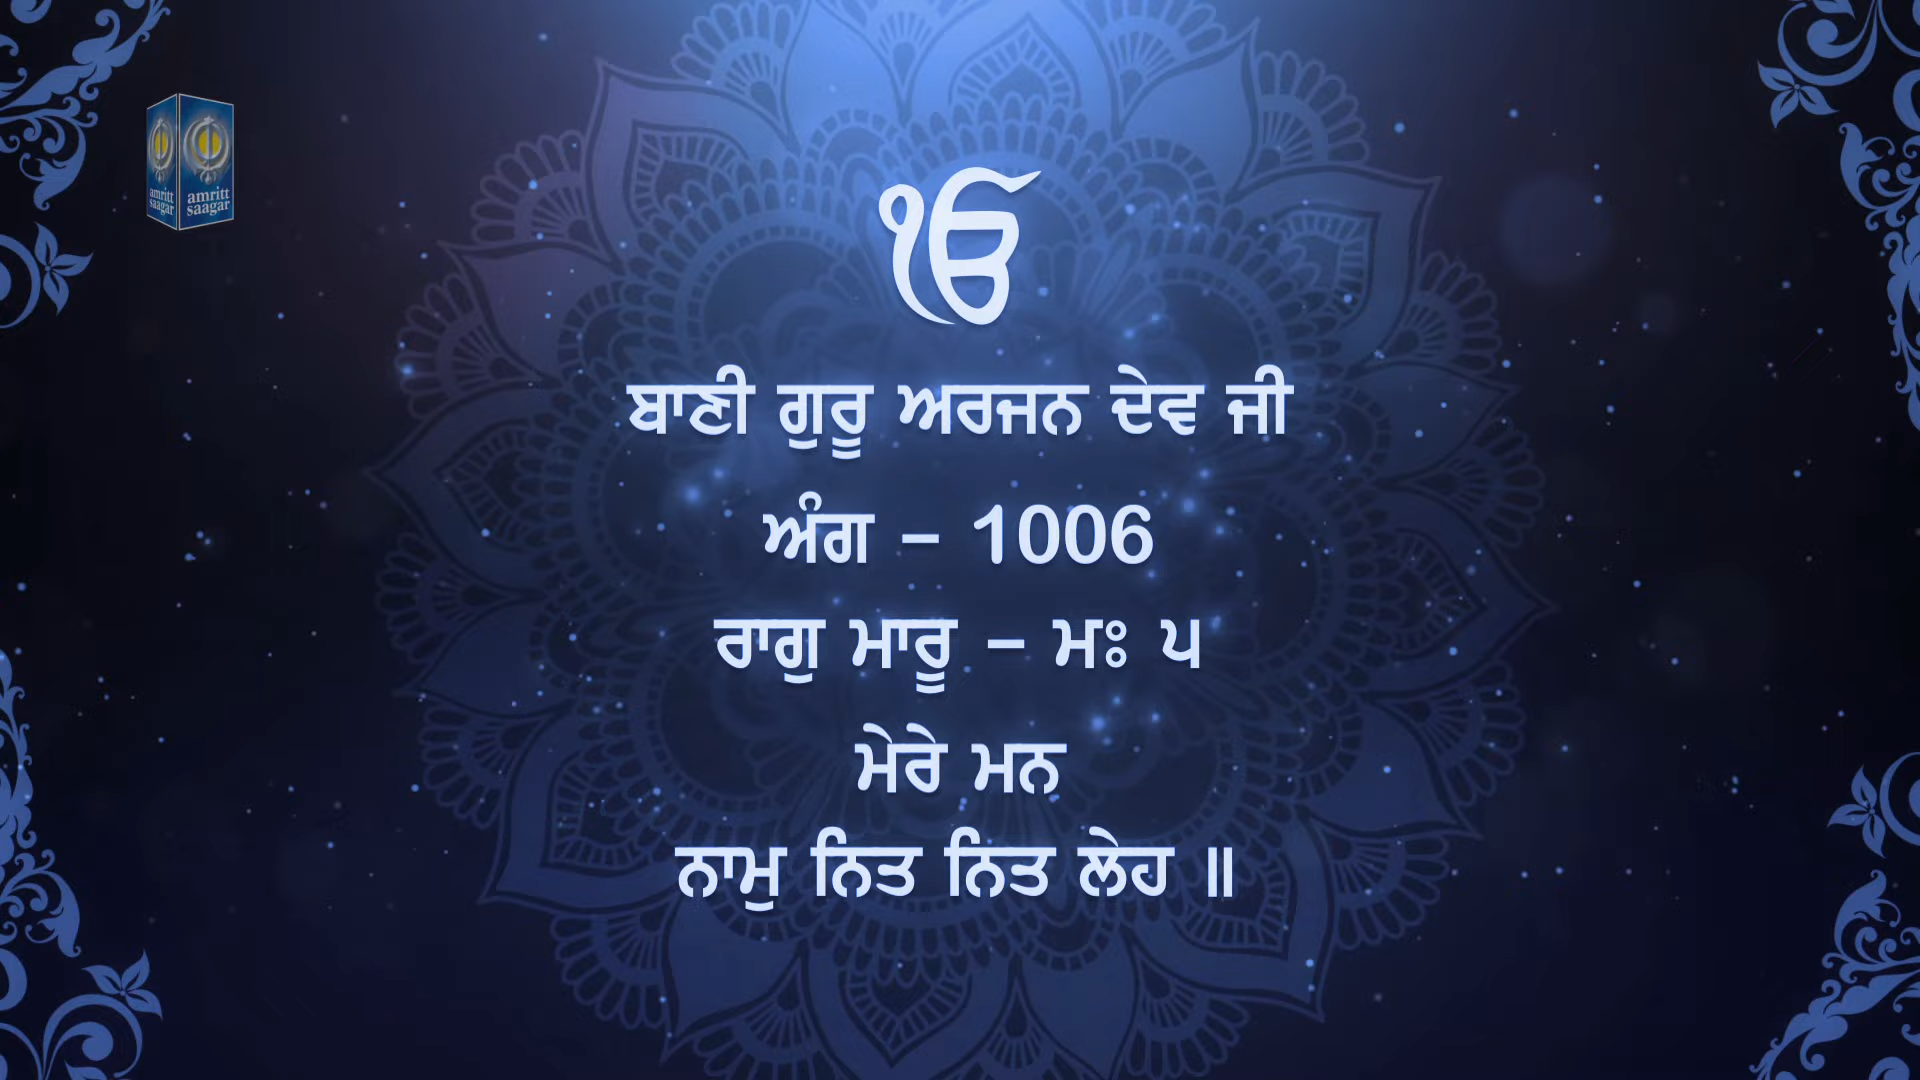 amritt
saagar
amritt
saagar
ੴ
ਬਾਣੀ ਗੁਰੂ ਅਰਜਨ ਦੇਵ ਜੀ
ਅੰਗ – 1006
ਰਾਗੁ ਮਾਰੂ – ਮਃ ੫
ਮੇਰੇ ਮਨ
ਨਾਮੁ ਨਿਤ ਨਿਤ ਲੇਹ ॥